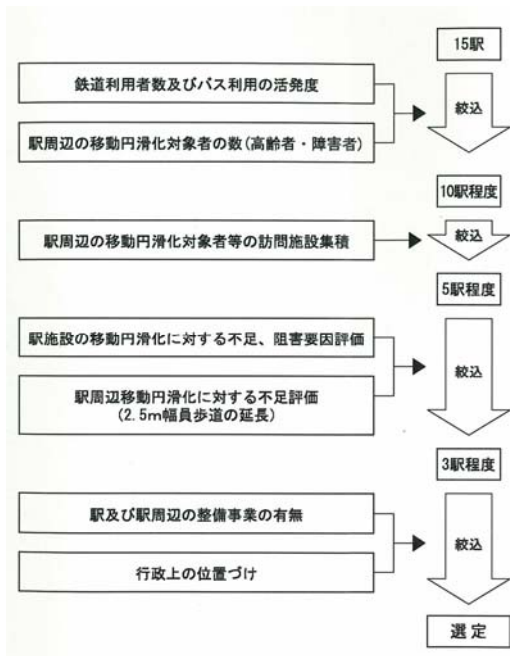 15駅
鉄道利用者数及びバス利用の活発度
絞込
駅周辺の移動円滑化対象者の数(高齢者・障害者)
10駅程度
駅周辺の移動円滑化対象者等の訪問施設集積
絞込
5駅程度
駅施設の移動円滑化に対する不足、阻害要因評価
絞込
駅周辺移動円滑化に対する不足評価
(2.5m幅員歩道の延長)
3駅程度
駅及び駅周辺の整備事業の有無
絞込
行政上の位置づけ
選定